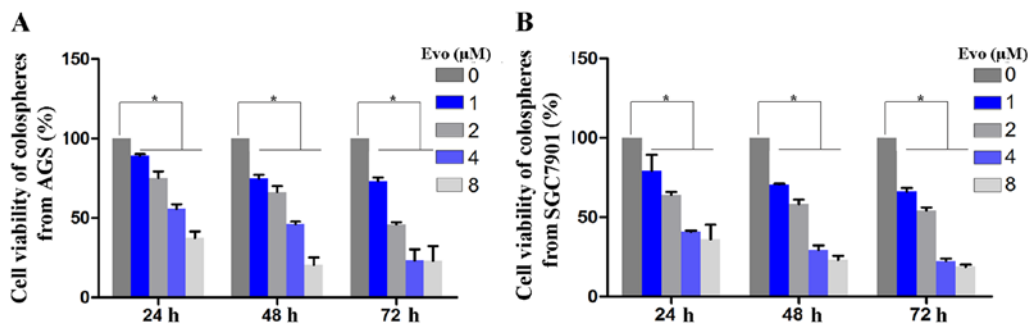 A
Cell viability of colospheres
from AGS (%)
150
100
50
0
*
*
*
24 h
48 h
72 h
Evo (μM)
0
1
2
4
8
B
Cell viability of colospheres
from SGC7901 (%)
150
100
50
0
*
*
*
24 h
48 h
72 h
Evo (μM)
0
1
2
4
8